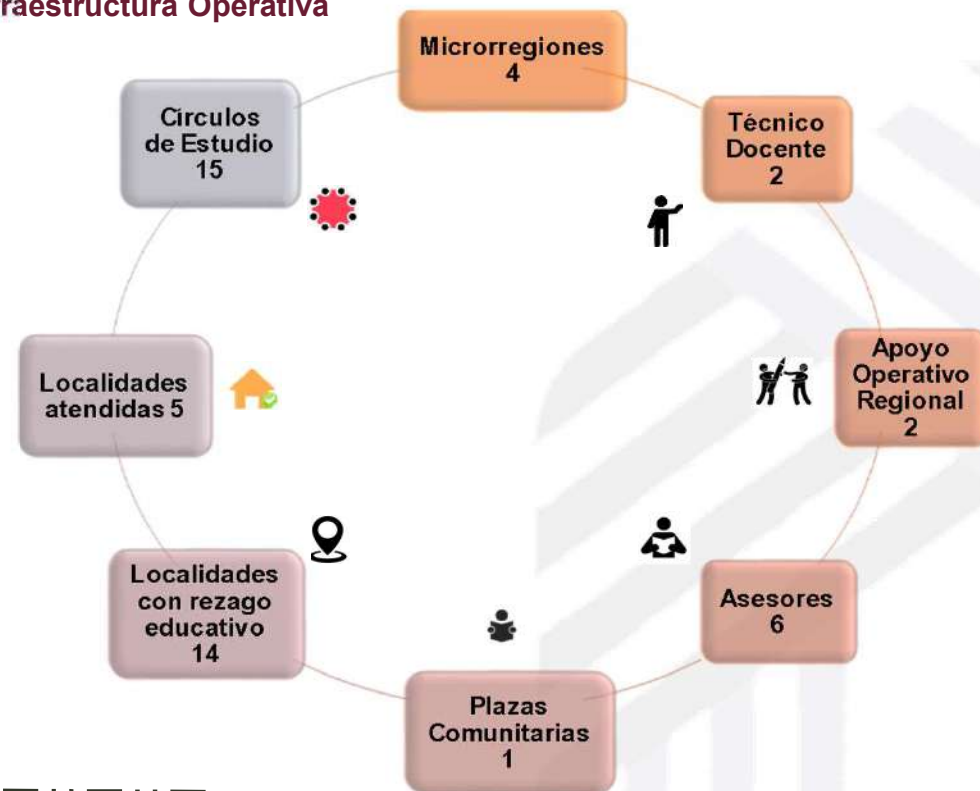 raestructura Operativa
Microrregiones
4
Técnico
Docente
2
Apoyo
Operativo
Regional
2
Asesores
6
Plazas
Comunitarias
1
Localidades
con rezago
educativo
14
Localidades
atendidas 5
Círculos
de Estudio
15